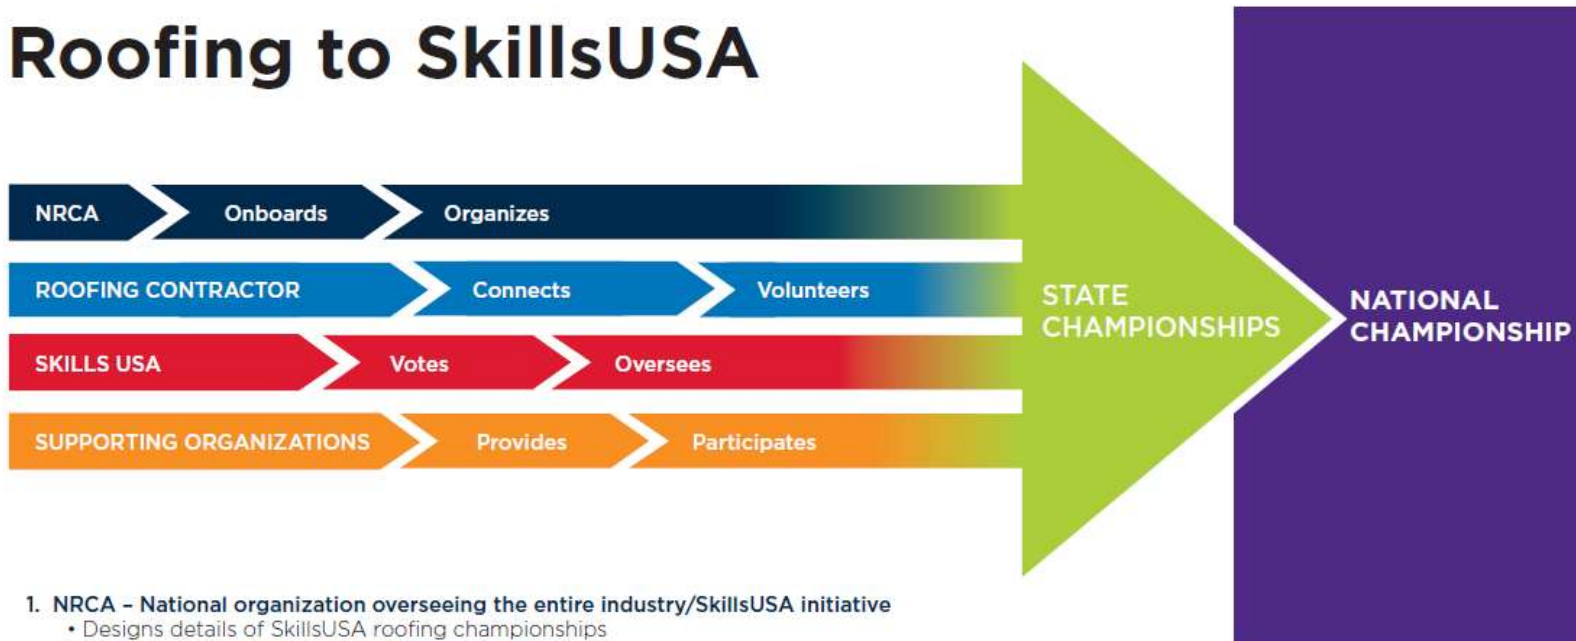 Roofing to SkillsUSA
NRCA Onboards Organizes
ROOFING CONTRACTOR Connects Volunteers
SKILLS USA Votes Oversees
SUPPORTING ORGANIZATIONS Provides Participates
STATE
CHAMPIONSHIPS
NATIONAL
CHAMPIONSHIP
1. NRCA – National organization overseeing the entire industry/SkillsUSA initiative
• Designs details of SkillsUSA roofing championships